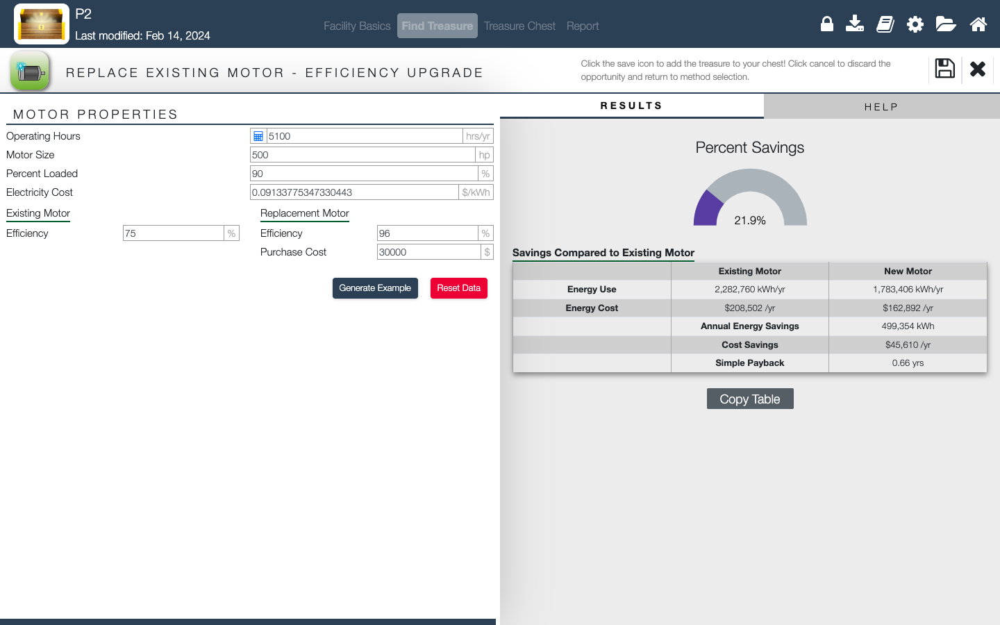 P2
Last modified: Feb 14, 2024
Facility Basics
Find Treasure
Treasure Chest
Report
REPLACE EXISTING MOTOR - EFFICIENCY UPGRADE
Click the save icon to add the treasure to your chest! Click cancel to discard the
opportunity and return to method selection.
MOTOR PROPERTIES
Operating Hours 5100 hrs/yr
Motor Size 500 hp
Percent Loaded 90 %
Electricity Cost 0.09133775347330443 $/kWh
Existing Motor Replacement Motor
Efficiency 75 % Efficiency 96 %
Purchase Cost 30000 $
Generate Example Reset Data
RESULTS HELP
Percent Savings
21.9%
Savings Compared to Existing Motor
Existing Motor New Motor
Energy Use 2,282,760 kWh/yr 1,783,406 kWh/yr
Energy Cost $208,502 /yr $162,892 /yr
Annual Energy Savings 499,354 kWh
Cost Savings $45,610 /yr
Simple Payback 0.66 yrs
Copy Table